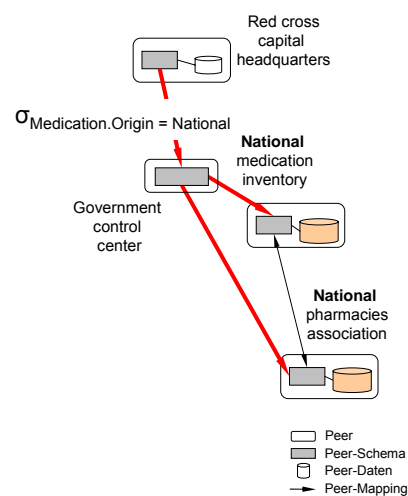 Red cross
capital
headquarters
σMedication.Origin = National
National
medication
inventory
Government
control
center
National
pharmacies
association
Peer
Peer-Schema
Peer-Daten
Peer-Mapping